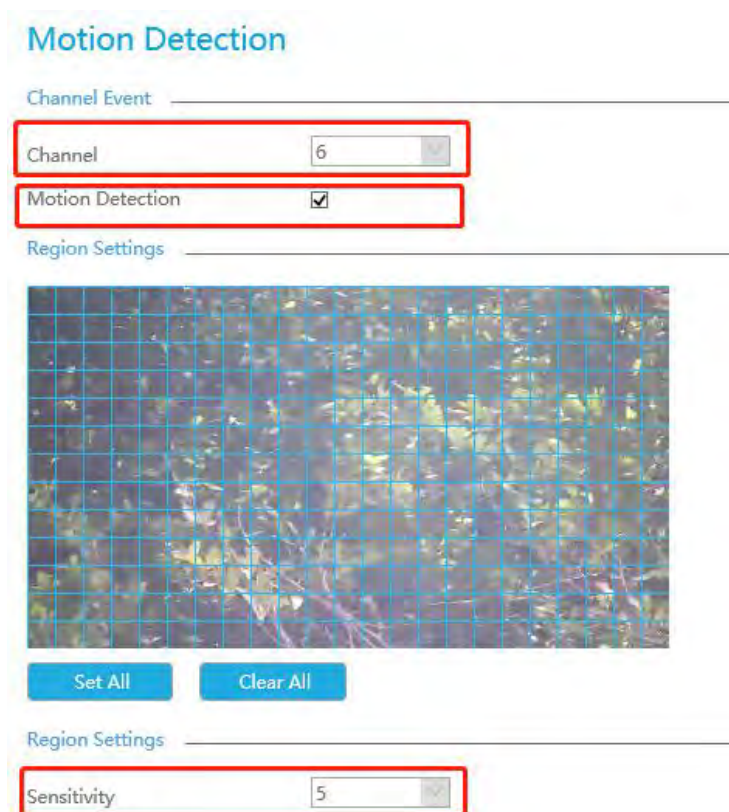 Motion Detection
Channel Event
Channel 6
Motion Detection
Region Settings
Set All Clear All
Region Settings
Sensitivity 5